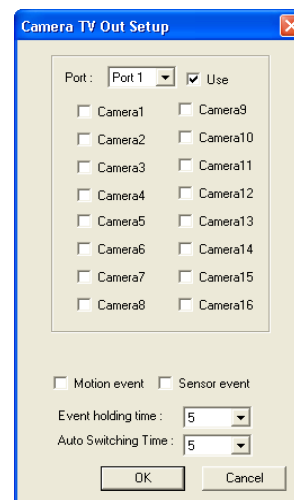 Camera TV Out Setup
Port : Port 1 Use
Camera1 Camera9
Camera2 Camera10
Camera3 Camera11
Camera4 Camera12
Camera5 Camera13
Camera6 Camera14
Camera7 Camera15
Camera8 Camera16
Motion event Sensor event
Event holding time : 5
Auto Switching Time : 5
OK Cancel